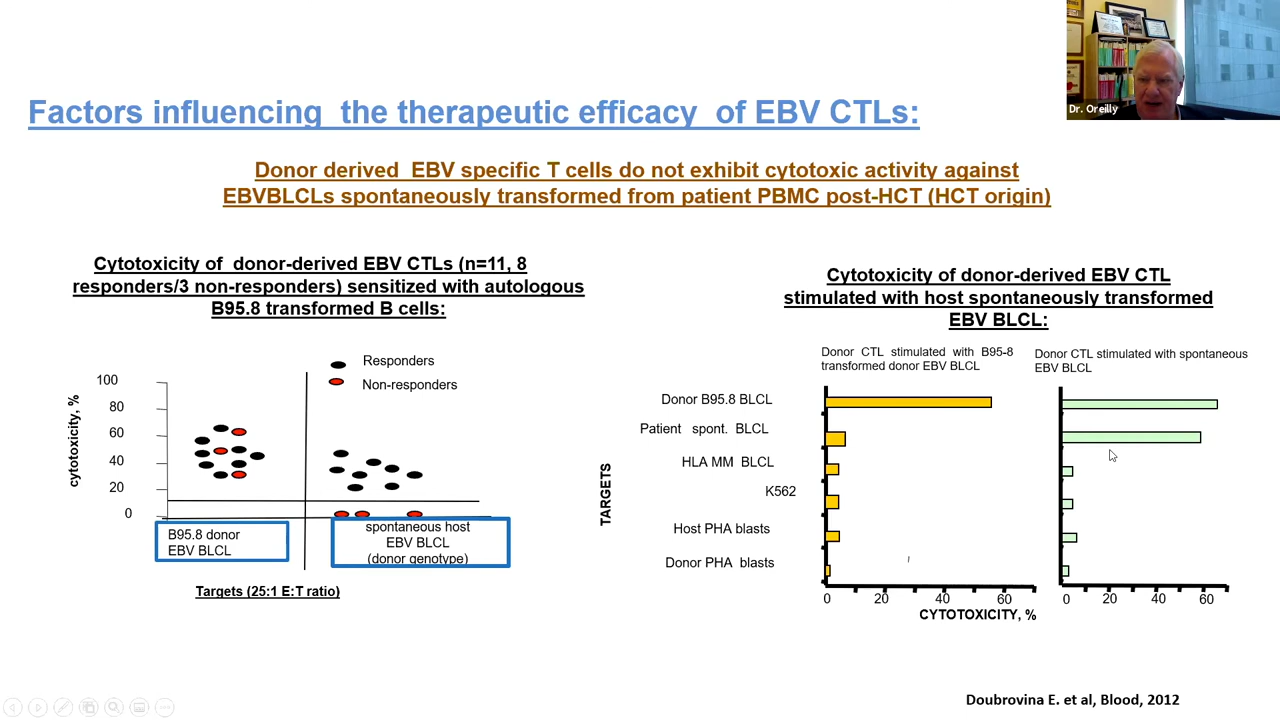 Dr. Oreilly
Factors influencing the therapeutic efficacy of EBV CTLs:
Donor derived EBV specific T cells do not exhibit cytotoxic activity against
EBVBLCLs spontaneously transformed from patient PBMC post-HCT (HCT origin)
Cytotoxicity of donor-derived EBV CTLs (n=11, 8
responders/3 non-responders) sensitized with autologous
B95.8 transformed B cells:
Responders
Non-responders
cytotoxicity, %
100
80
60
40
20
0
B95.8 donor
EBV BLCL
spontaneous host
EBV BLCL
(donor genotype)
Targets (25:1 E:T ratio)
Cytotoxicity of donor-derived EBV CTL
stimulated with host spontaneously transformed
EBV BLCL:
Donor CTL stimulated with B95-8
transformed donor EBV BLCL
Donor CTL stimulated with spontaneous
EBV BLCL
TARGETS
Donor B95.8 BLCL
Patient spont. BLCL
HLA MM BLCL
K562
Host PHA blasts
Donor PHA blasts
0 20 40 60
0 20 40 60
CYTOTOXICITY, %
Doubrovina E. et al, Blood, 2012